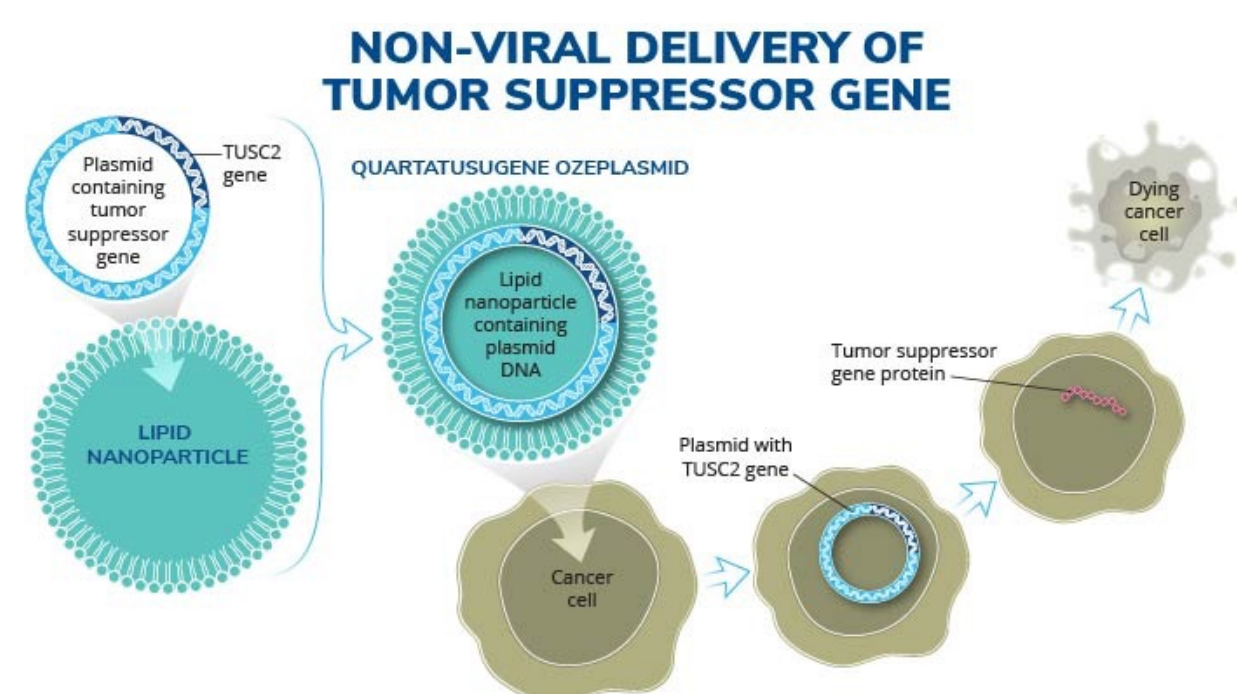 NON-VIRAL DELIVERY OF
TUMOR SUPPRESSOR GENE
Plasmid
containing
tumor
suppressor
gene
TUSC2
gene
LIPID
NANOPARTICLE
QUARTATUSUGENE OZEPLASMID
Lipid
nanoparticle
containing
plasmid
DNA
Cancer
cell
Plasmid with
TUSC2 gene
Tumor suppressor
gene protein
Dying
cancer
cell